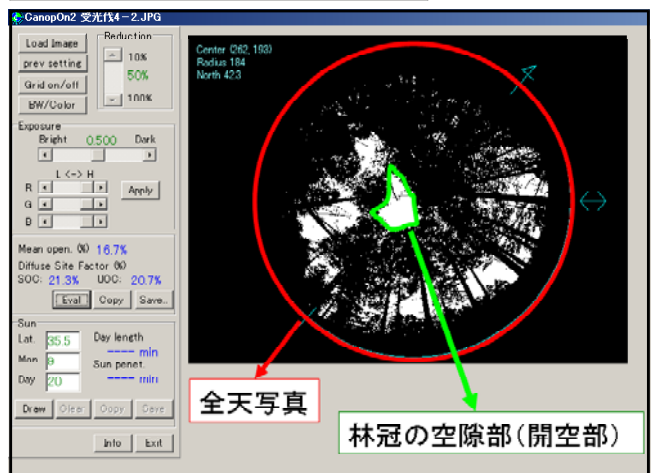 CanopOn2 受光伐4-2.JPG
Load Image
prev setting
Grid on/off
BW/Color
Reduction
10%
50%
100%
Exposure
Bright 0.500 Dark
L <-> H
R
G
B
Apply
Mean open. (%) 16.7%
Diffuse Site Factor (%)
SOC: 21.3% UOC: 20.7%
Eval Copy Save..
Sun
Lat. 35.5 Day length
---- min
Mon 9 Sun penet.
Day 20 ---- min
Draw Clear Copy Save
Info Exit
Center (262, 193)
Radius 184
North 423
全天写真
林冠の空隙部(開空部)